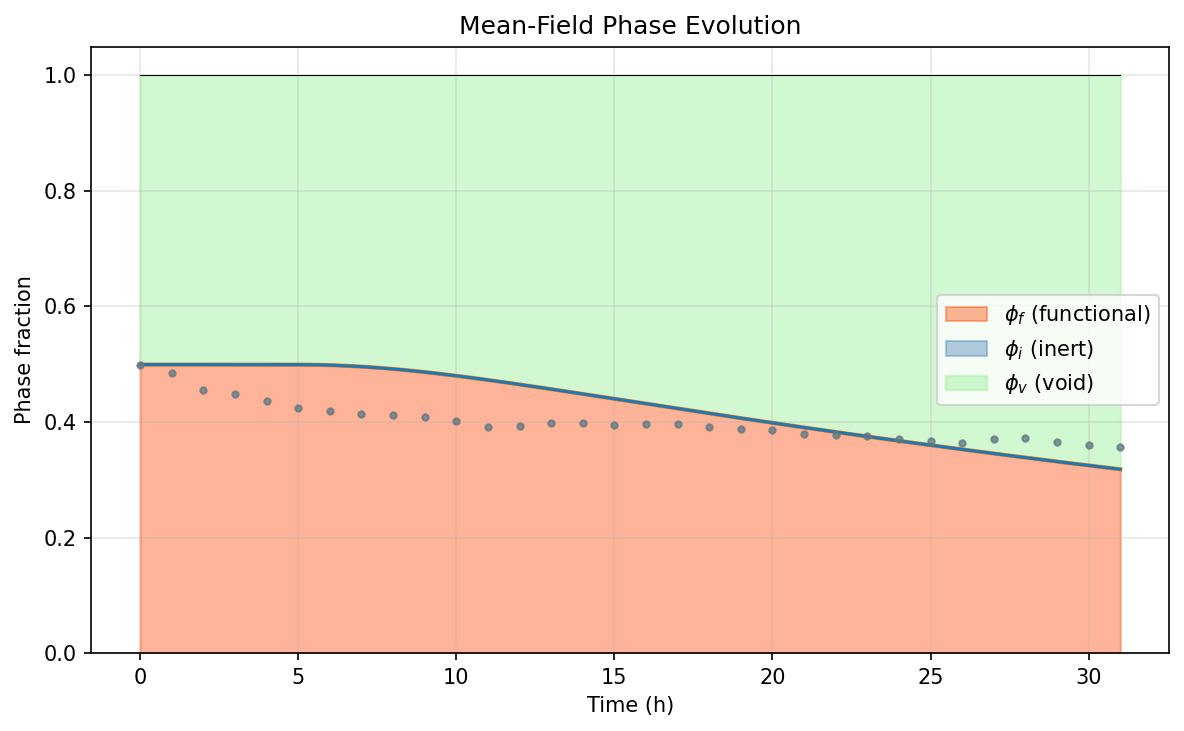 Mean-Field Phase Evolution
Phase fraction
1.0
0.8
0.6
0.4
0.2
0.0
ϕf (functional)
ϕi (inert)
ϕv (void)
0 5 10 15 20 25 30
Time (h)